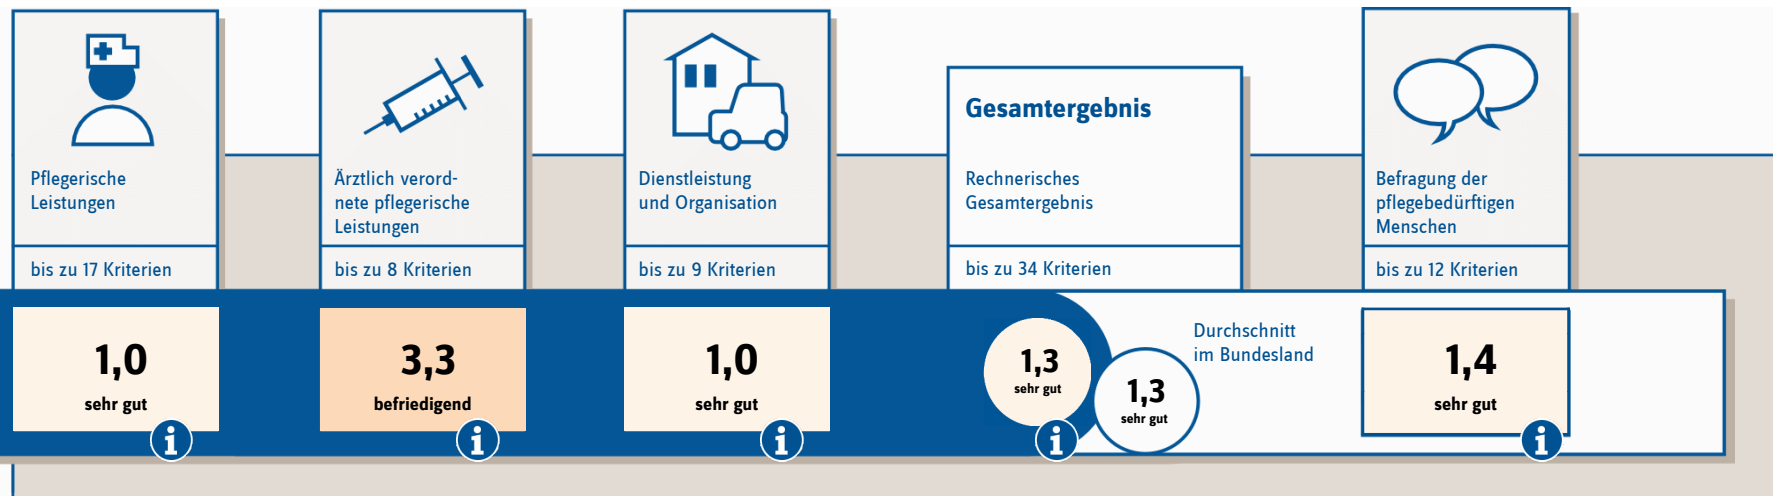 Pflegerische
Leistungen
bis zu 17 Kriterien
1,0
sehr gut
i
Ärztlich verord-
nete pflegerische
Leistungen
bis zu 8 Kriterien
3,3
befriedigend
i
Dienstleistung
und Organisation
bis zu 9 Kriterien
1,0
sehr gut
i
Gesamtergebnis
Rechnerisches
Gesamtergebnis
bis zu 34 Kriterien
1,3
sehr gut
i
Durchschnitt
im Bundesland
1,3
sehr gut
Befragung der
pflegebedürftigen
Menschen
bis zu 12 Kriterien
1,4
sehr gut
i